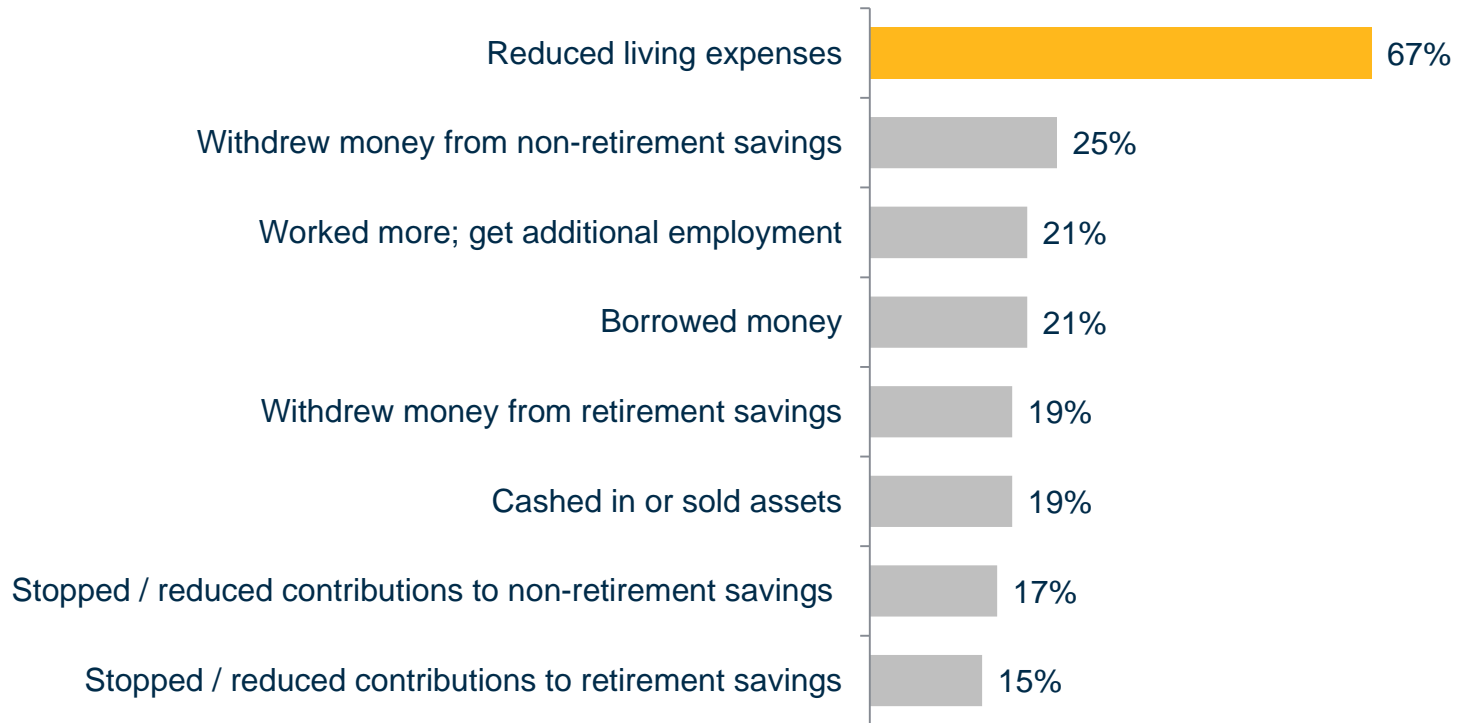 Reduced living expenses 67%
Withdrew money from non-retirement savings 25%
Worked more; get additional employment 21%
Borrowed money 21%
Withdrew money from retirement savings 19%
Cashed in or sold assets 19%
Stopped / reduced contributions to non-retirement savings 17%
Stopped / reduced contributions to retirement savings 15%